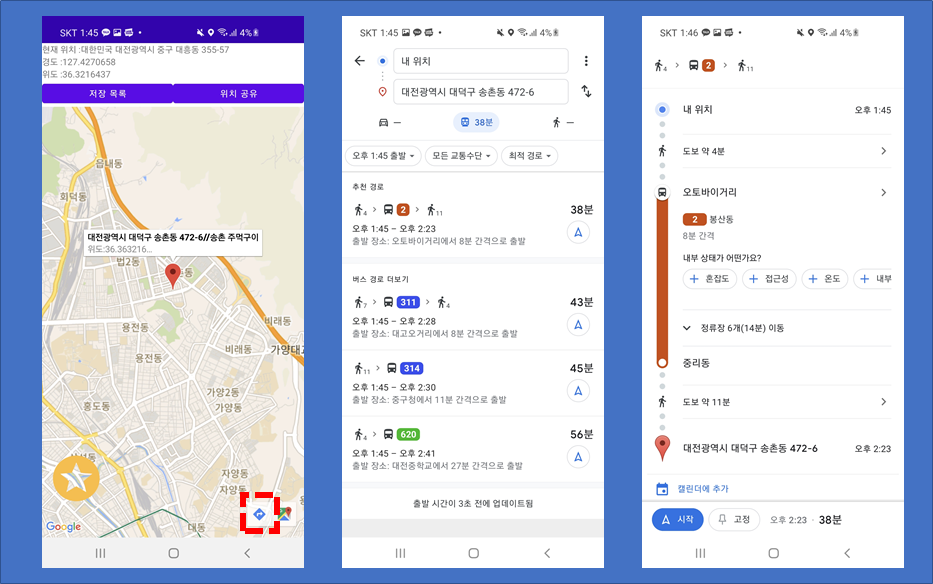 SKT 1:45
4%
현재 위치 :대한민국 대전광역시 중구 대흥동 355-57
경도 :127.4270658
위도 :36.3216437
저장 목록
위치 공유
읍내동
회덕동
대전광역시 대덕구 송촌동 472-6//송촌 주먹구이
위도:36.363216...
법2동
용전동
비래동
가양대교
비래동
용전동
가양2동
가양동
홍도동
삼성동
자양동
자양동
대동
Google
SKT 1:45
4%
내 위치
대전광역시 대덕구 송촌동 472-6
38분
오후 1:45 출발
모든 교통수단
최적 경로
추천 경로
4 2 11 38분
오후 1:45 – 오후 2:23
출발 장소: 오토바이거리에서 8분 간격으로 출발
버스 경로 더보기
7 311 4 43분
오후 1:45 – 오후 2:28
출발 장소: 대고오거리에서 8분 간격으로 출발
11 314 45분
오후 1:45 – 오후 2:30
출발 장소: 중구청에서 11분 간격으로 출발
4 620 56분
오후 1:45 – 오후 2:41
출발 장소: 대전중학교에서 27분 간격으로 출발
출발 시간이 3초 전에 업데이트됨
SKT 1:46
4%
4 2 11
내 위치 오후 1:45
도보 약 4분
오토바이거리
2 봉산동
8분 간격
내부 상태가 어떤가요?
혼잡도
접근성
온도
내부
정류장 6개(14분) 이동
중리동
도보 약 11분
대전광역시 대덕구 송촌동 472-6 오후 2:23
캘린더에 추가
시작
고정
오후 2:23 · 38분